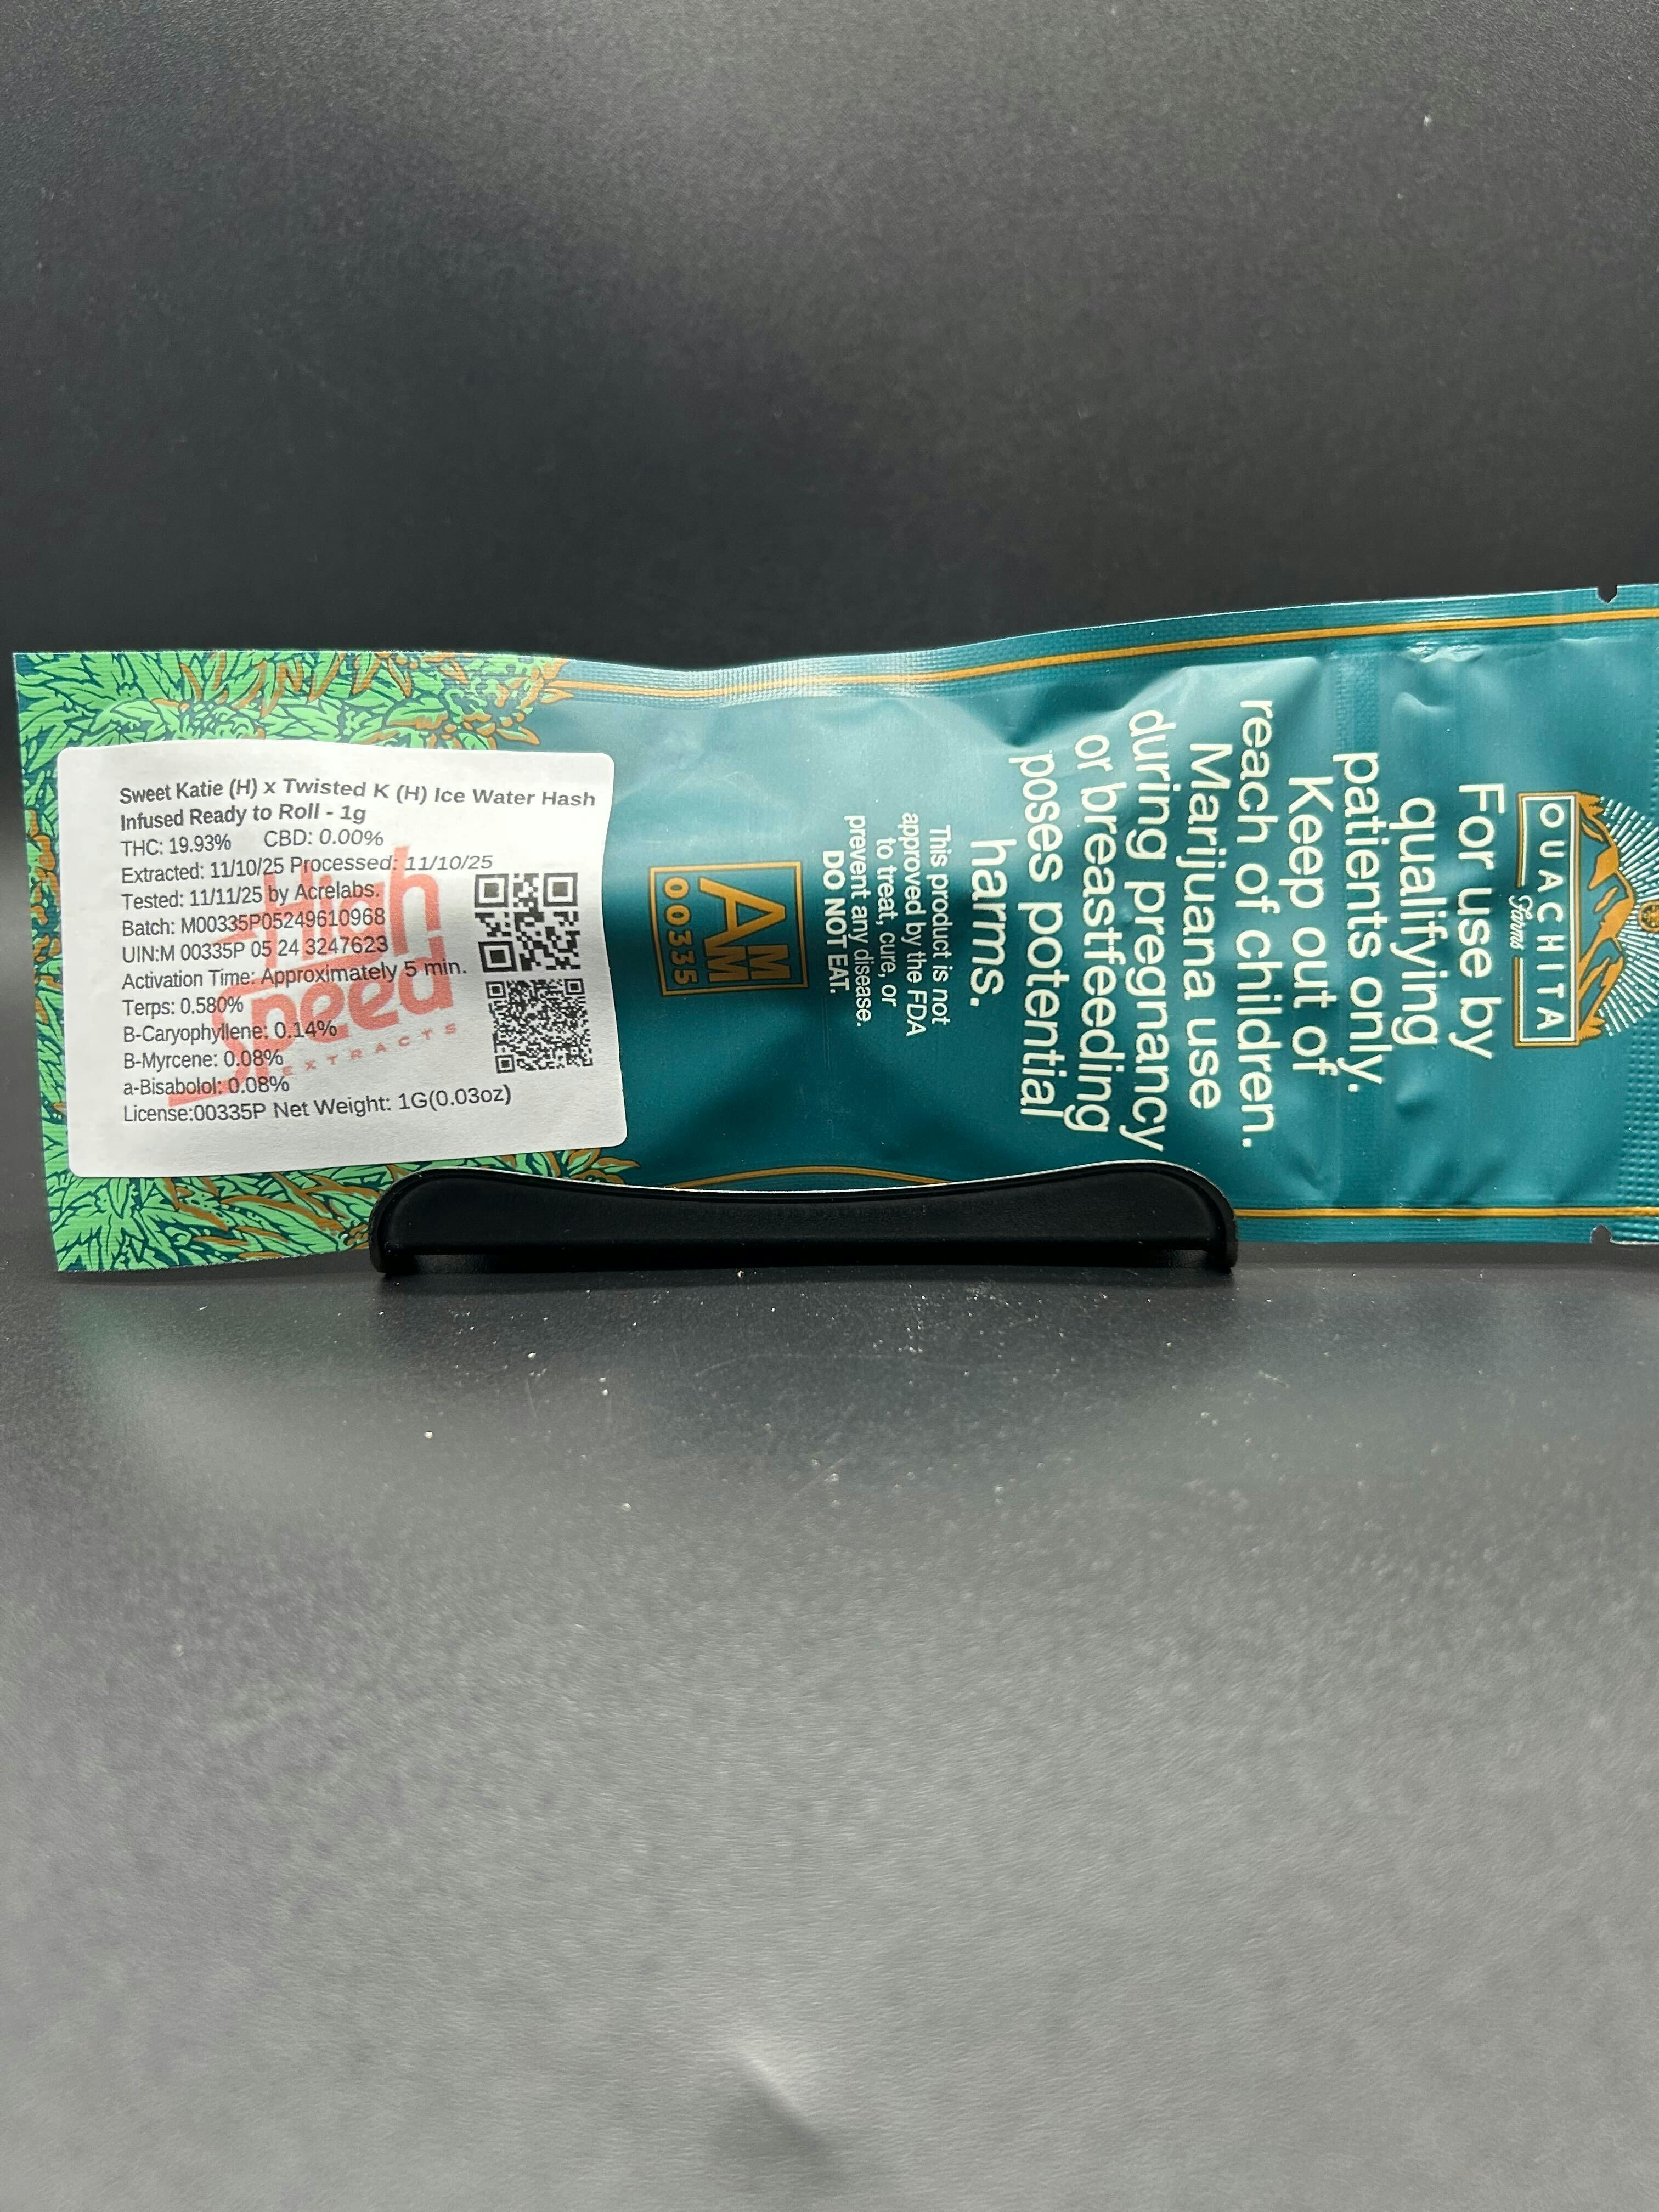 Sweet Katie (H) x Twisted K (H) Ice Water Hash
Infused Ready to Roll - 1g
THC: 19.93% CBD: 0.00%
Extracted: 11/10/25 Processed: 11/10/25
Tested: 11/11/25 by Acrelabs.
Batch: M00335P05249610968
UIN:M 00335P 05 24 3247623
Activation Time: Approximately 5 min.
Terps: 0.580%
B-Caryophyllene: 0.14%
B-Myrcene: 0.08%
a-Bisabolol: 0.08%
License:00335P Net Weight: 1G(0.03oz)
High
Speed
EXTRACTS
OUACHITA
Farms
For use by
qualifying
patients only.
Keep out of
reach of children.
Marijuana use
during pregnancy
or breastfeeding
poses potential
harms.
This product is not
approved by the FDA
to treat, cure, or
prevent any disease.
DO NOT EAT.
AMM
00335